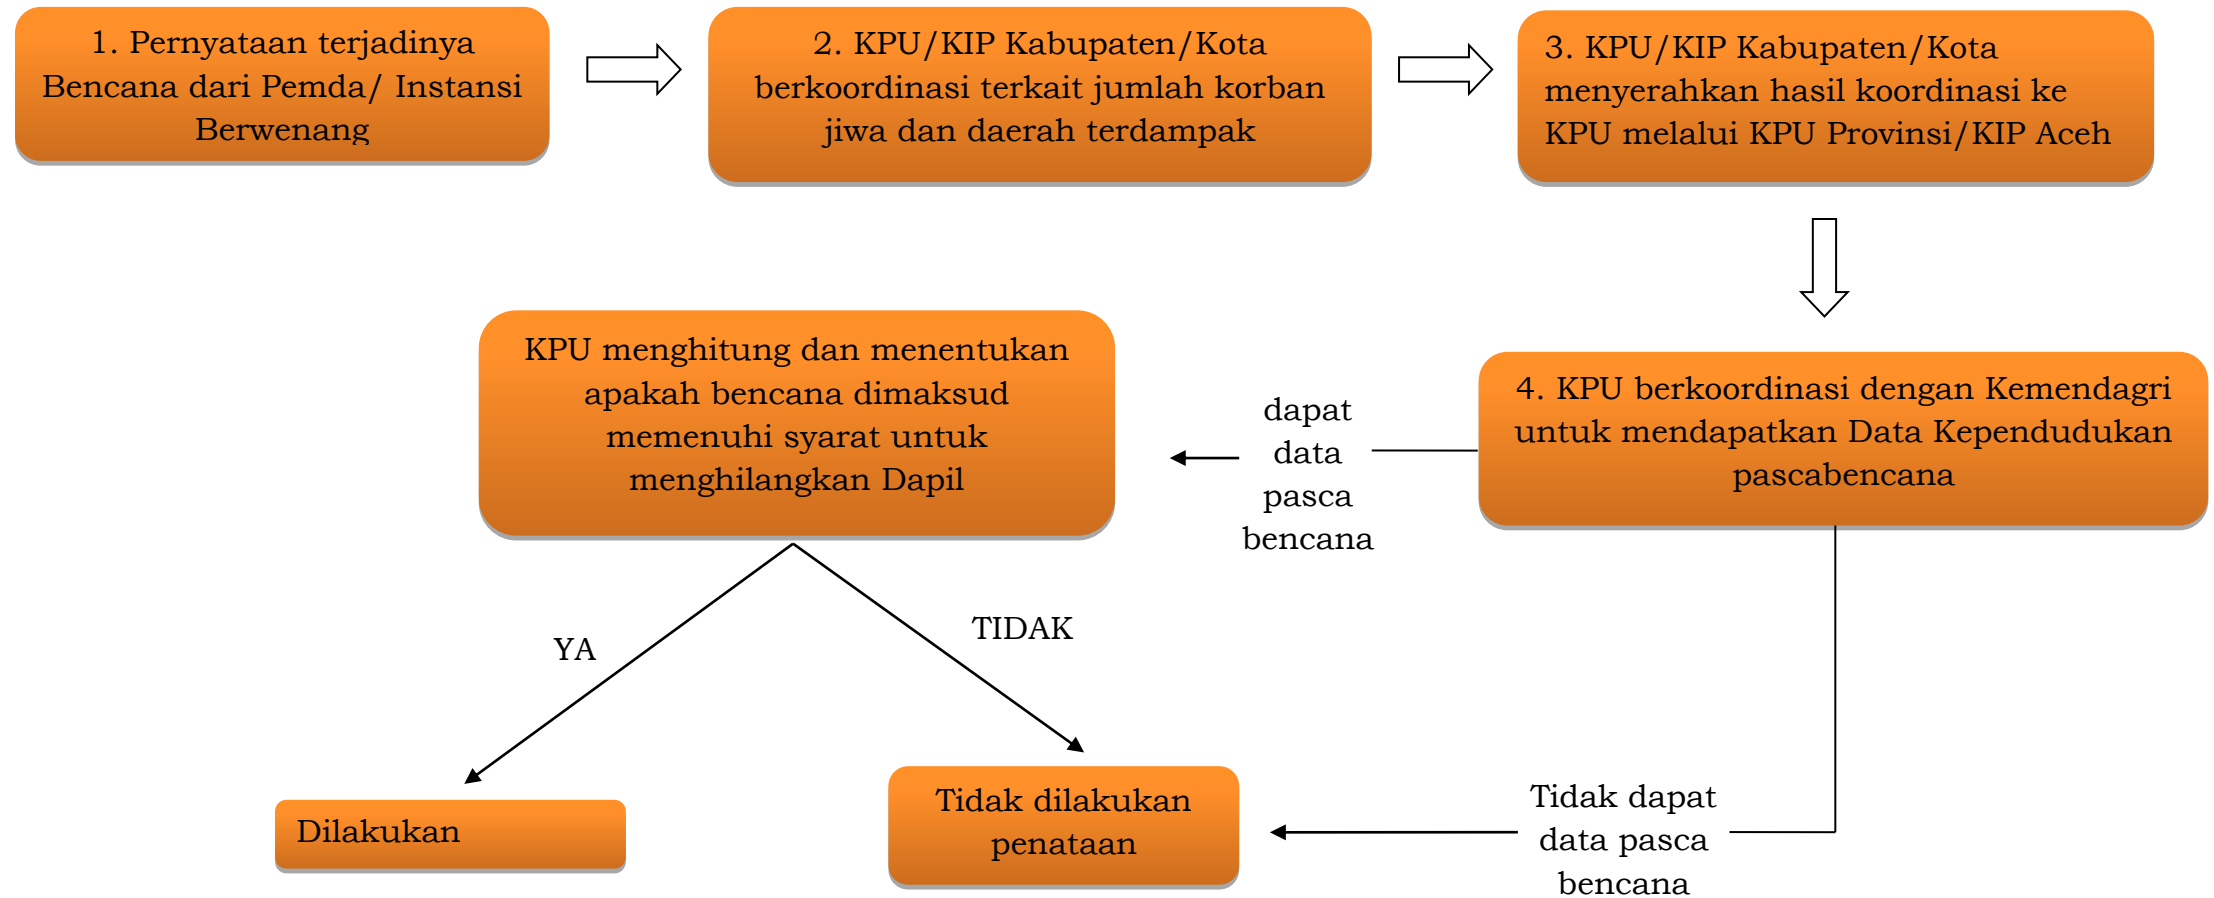 1. Pernyataan terjadinya
Bencana dari Pemda/ Instansi
Berwenang
2. KPU/KIP Kabupaten/Kota
berkoordinasi terkait jumlah korban
jiwa dan daerah terdampak
3. KPU/KIP Kabupaten/Kota
menyerahkan hasil koordinasi ke
KPU melalui KPU Provinsi/KIP Aceh
4. KPU berkoordinasi dengan Kemendagri
untuk mendapatkan Data Kependudukan
pascabencana
dapat
data
pasca
bencana
KPU menghitung dan menentukan
apakah bencana dimaksud
memenuhi syarat untuk
menghilangkan Dapil
YA
TIDAK
Dilakukan
Tidak dilakukan
penataan
Tidak dapat
data pasca
bencana